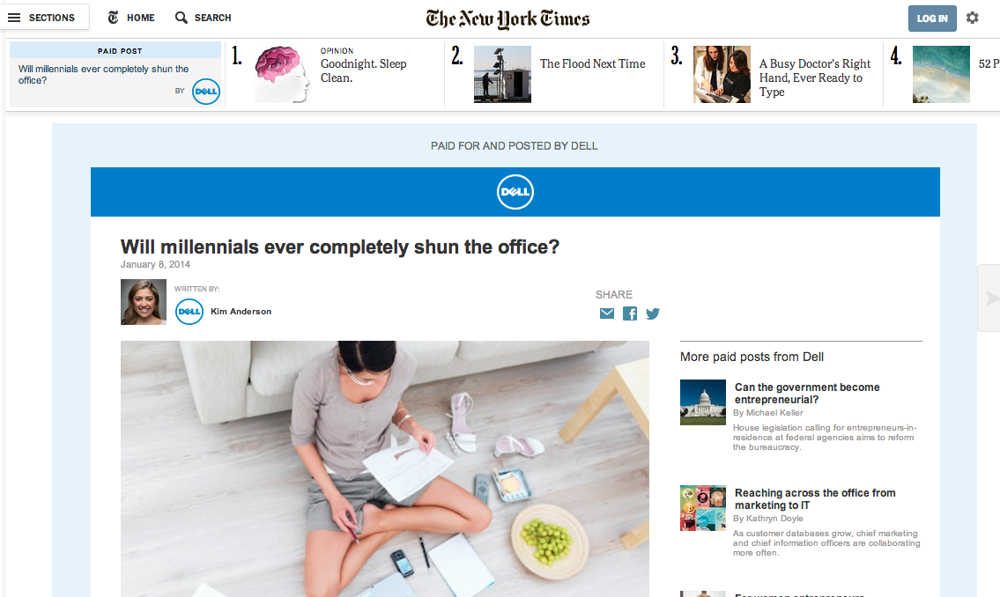 SECTIONS
HOME
SEARCH
The New York Times
LOG IN
PAID POST
Will millennials ever completely shun the
office?
BY
DELL
1.
OPINION
Goodnight. Sleep
Clean.
2.
The Flood Next Time
3.
A Busy Doctor's Right
Hand, Ever Ready to
Type
4.
52 P
PAID FOR AND POSTED BY DELL
DELL
Will millennials ever completely shun the office?
January 8, 2014
WRITTEN BY:
DELL
Kim Anderson
SHARE
More paid posts from Dell
Can the government become
entrepreneurial?
By Michael Keller
House legislation calling for entrepreneurs-in-
residence at federal agencies aims to reform
the bureaucracy.
Reaching across the office from
marketing to IT
By Kathryn Doyle
As customer databases grow, chief marketing
and chief information officers are collaborating
more often.
For women entrepreneurs